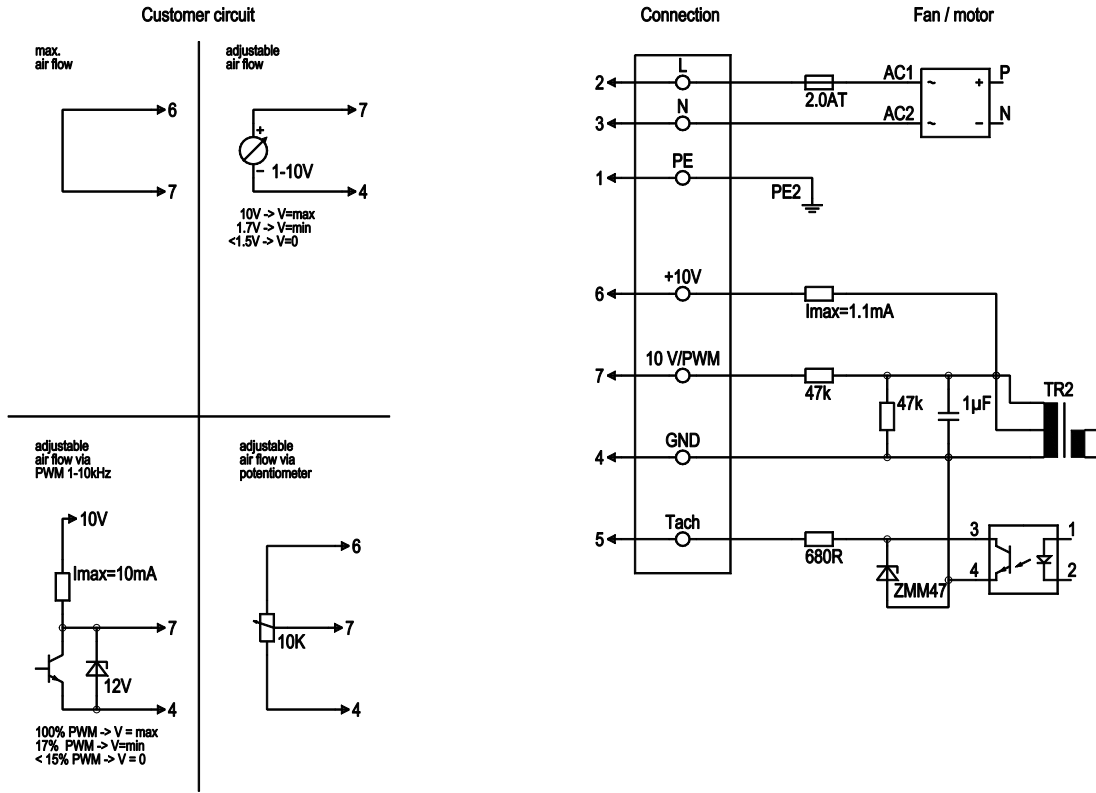 Customer circuit
Connection
Fan / motor
max.
air flow
6
7
adjustable
air flow
7
+
–
1-10V
4
10V -> V=max
1.7V -> V=min
<1.5V -> V=0
adjustable
air flow via
PWM 1-10kHz
10V
Imax=10mA
7
12V
4
100% PWM -> V = max
17% PWM -> V=min
< 15% PWM -> V = 0
adjustable
air flow via
potentiometer
6
7
10K
4
2
L
2.0AT
AC1
~
+
P
3
N
AC2
~
–
N
1
PE
PE2
6
+10V
Imax=1.1mA
7
10 V/PWM
47k
47k
1µF
TR2
4
GND
5
Tach
680R
ZMM47
3
4
1
2